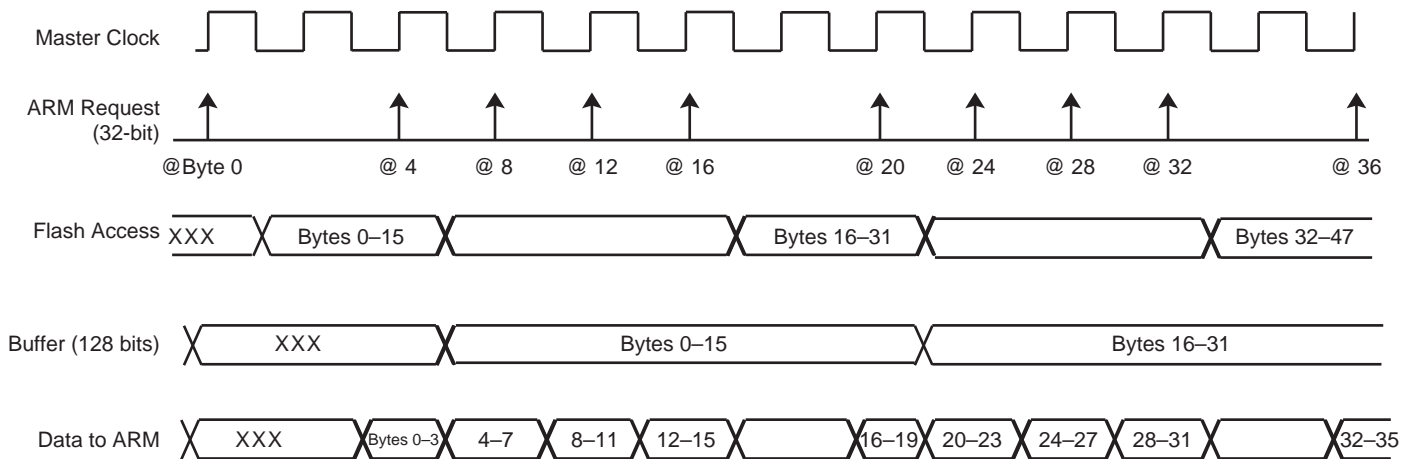 Master Clock
ARM Request
(32-bit)
@Byte 0 @ 4 @ 8 @ 12 @ 16 @ 20 @ 24 @ 28 @ 32 @ 36
Flash Access XXX Bytes 0–15 Bytes 16–31 Bytes 32–47
Buffer (128 bits) XXX Bytes 0–15 Bytes 16–31
Data to ARM XXX Bytes 0–3 4–7 8–11 12–15 16–19 20–23 24–27 28–31 32–35